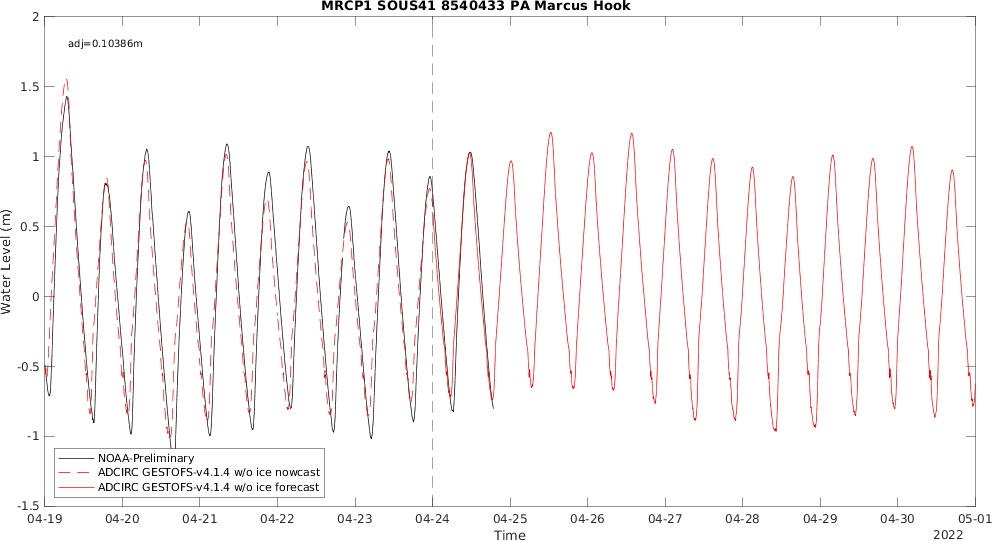 MRCP1 SOUS41 8540433 PA Marcus Hook
adj=0.10386m
2
1.5
1
0.5
0
-0.5
-1
-1.5
Water Level (m)
NOAA-Preliminary
ADCIRC GESTOFS-v4.1.4 w/o ice nowcast
ADCIRC GESTOFS-v4.1.4 w/o ice forecast
04-19 04-20 04-21 04-22 04-23 04-24 04-25 04-26 04-27 04-28 04-29 04-30 05-01
Time
2022